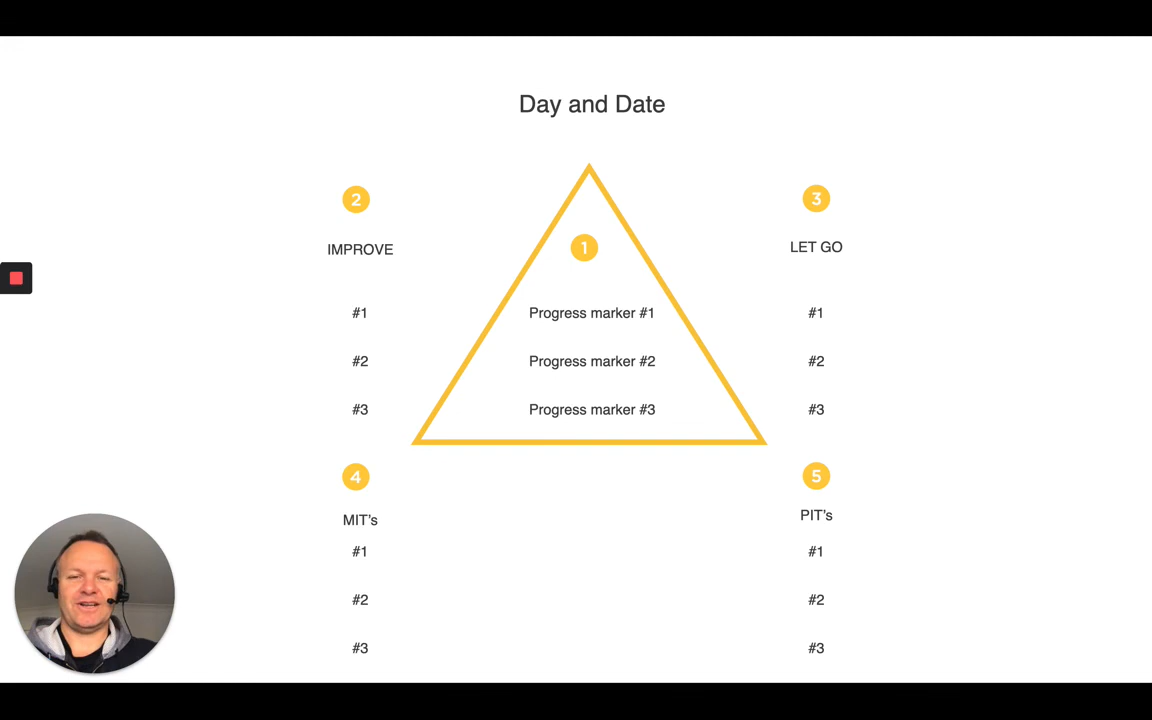 Day and Date
2
3
1
IMPROVE
LET GO
#1
Progress marker #1
#1
#2
Progress marker #2
#2
#3
Progress marker #3
#3
4
5
MIT's
PIT's
#1
#1
#2
#2
#3
#3